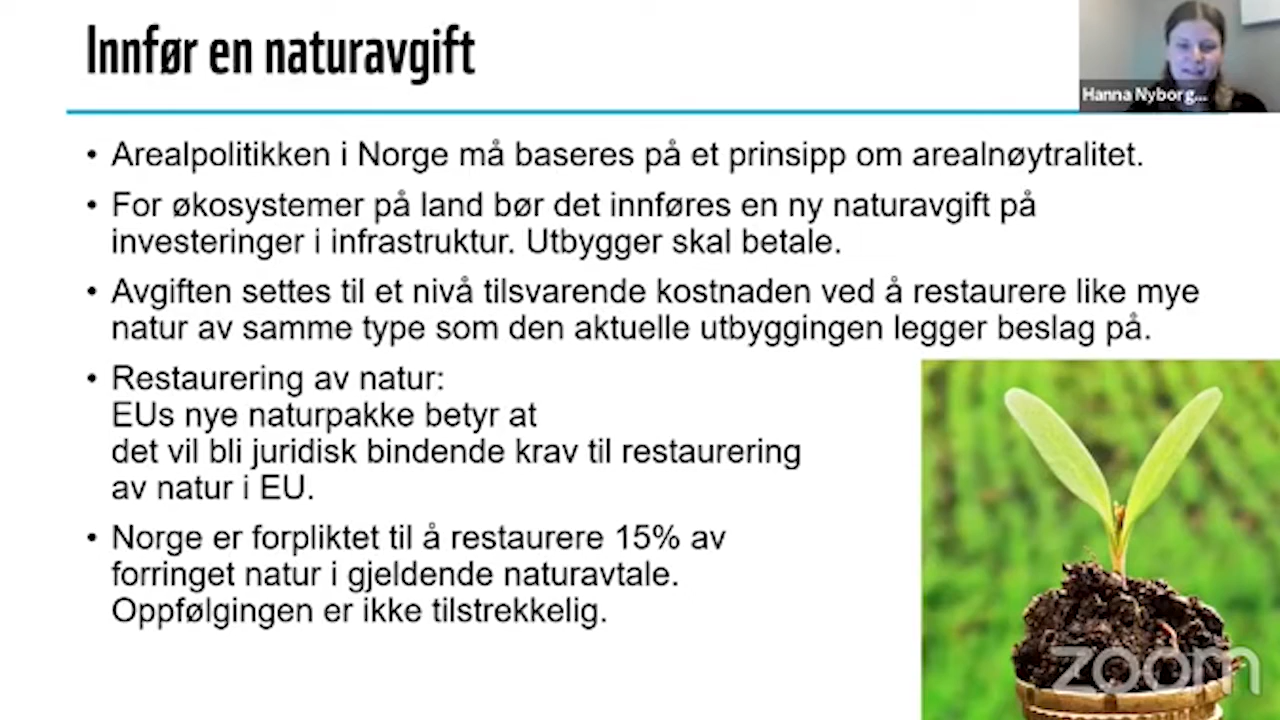 Innfør en naturavgift
Hanna Nyborg...
• Arealpolitikken i Norge må baseres på et prinsipp om arealnøytralitet.
• For økosystemer på land bør det innføres en ny naturavgift på
investeringer i infrastruktur. Utbygger skal betale.
• Avgiften settes til et nivå tilsvarende kostnaden ved å restaurere like mye
natur av samme type som den aktuelle utbyggingen legger beslag på.
• Restaurering av natur:
EUs nye naturpakke betyr at
det vil bli juridisk bindende krav til restaurering
av natur i EU.
• Norge er forpliktet til å restaurere 15% av
forringet natur i gjeldende naturavtale.
Oppfølgingen er ikke tilstrekkelig.
zoom